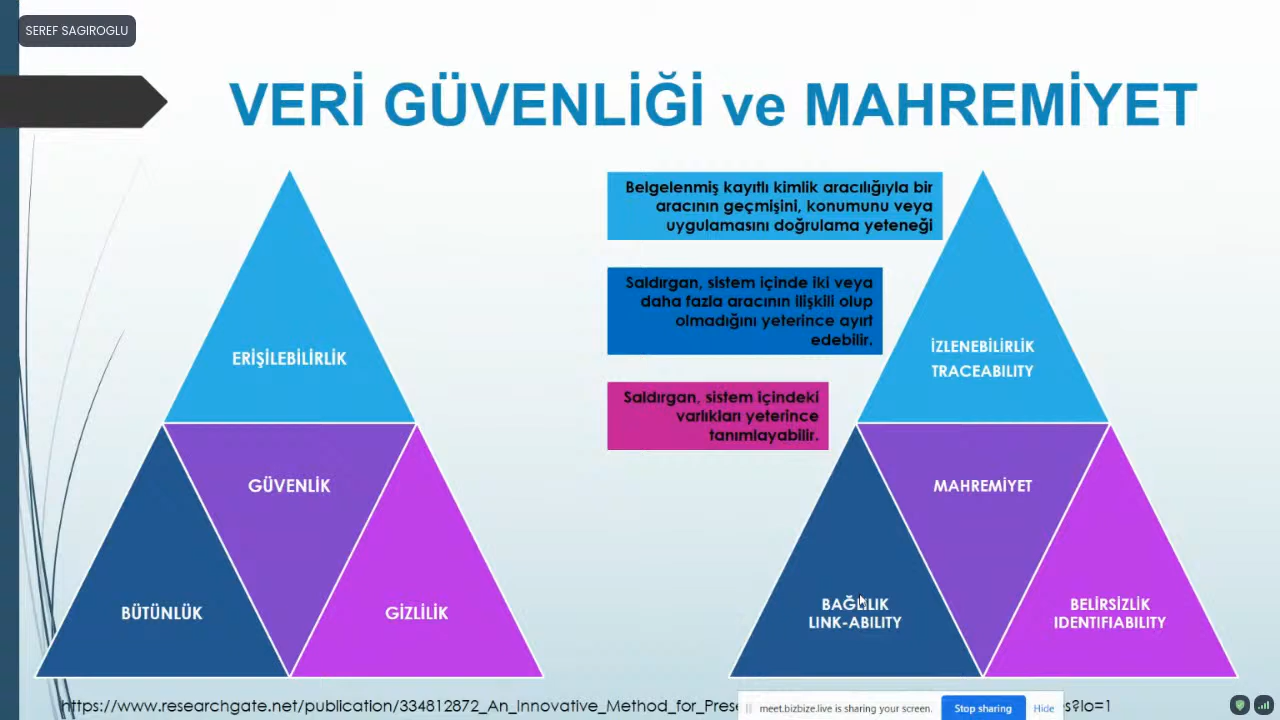 SEREF SAGIROGLU
VERİ GÜVENLİĞİ ve MAHREMİYET
Belgelenmiş kayıtlı kimlik aracılığıyla bir
aracının geçmişini, konumunu veya
uygulamasını doğrulama yeteneği
Saldırgan, sistem içinde iki veya
daha fazla aracının ilişkili olup
olmadığını yeterince ayırt
edebilir.
Saldırgan, sistem içindeki
varlıkları yeterince
tanımlayabilir.
ERİŞİLEBİLİRLİK
GÜVENLİK
BÜTÜNLÜK
GİZLİLİK
İZLENEBİLİRLİK
TRACEABILITY
MAHREMİYET
BAĞLILIK
LINK-ABILITY
BELİRSİZLİK
IDENTIFIABILITY
https://www.researchgate.net/publication/334812872_An_Innovative_Method_for_Prese
s?lo=1
meet.bizbize.live is sharing your screen.
Stop sharing
Hide